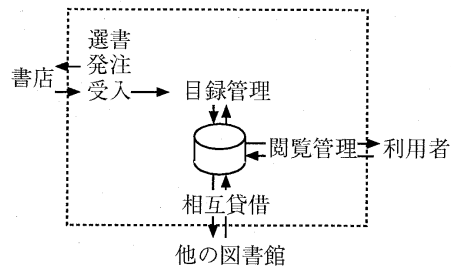 選書
発注
書店
受入
目録管理
閲覧管理
利用者
相互貸借
他の図書館